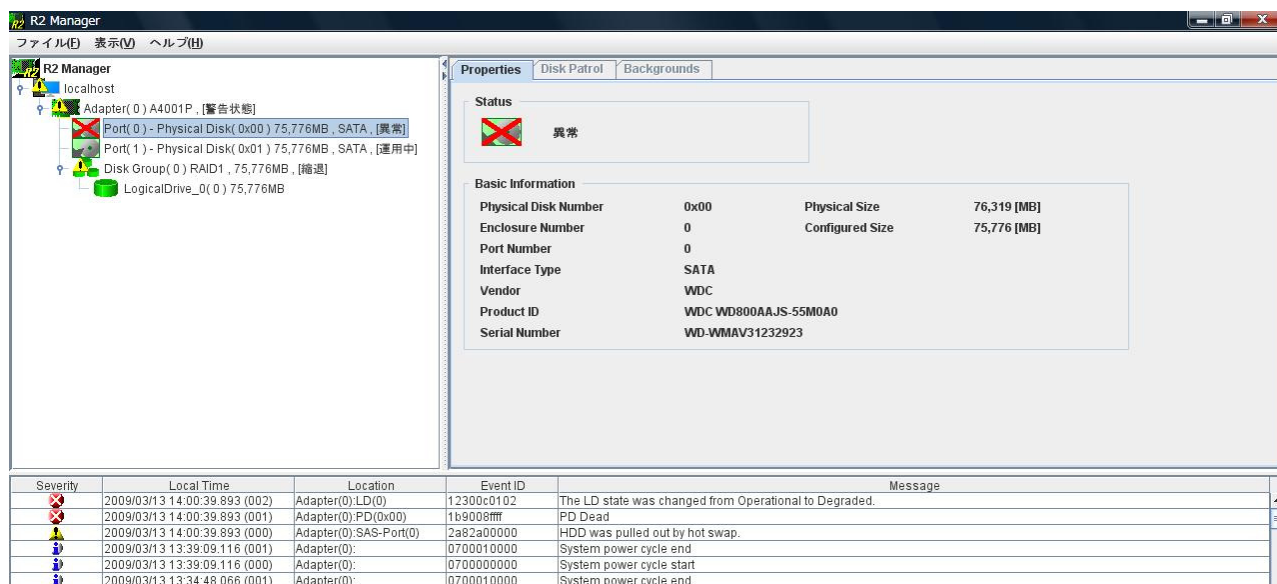 R2 Manager
ファイル(F) 表示(V) ヘルプ(H)
R2 Manager
localhost
Adapter( 0 ) A4001P , [警告状態]
Port( 0 ) - Physical Disk( 0x00 ) 75,776MB , SATA , [異常]
Port( 1 ) - Physical Disk( 0x01 ) 75,776MB , SATA , [運用中]
Disk Group( 0 ) RAID1 , 75,776MB , [縮退]
LogicalDrive_0( 0 ) 75,776MB
Properties Disk Patrol Backgrounds
Status
異常
Basic Information
Physical Disk Number 0x00 Physical Size 76,319 [MB]
Enclosure Number 0 Configured Size 75,776 [MB]
Port Number 0
Interface Type SATA
Vendor WDC
Product ID WDC WD800AAJS-55M0A0
Serial Number WD-WMAV31232923
Severity Local Time Location Event ID Message
2009/03/13 14:00:39.893 (002) Adapter(0):LD(0) 12300c0102 The LD state was changed from Operational to Degraded.
2009/03/13 14:00:39.893 (001) Adapter(0):PD(0x00) 1b9008ffff PD Dead
2009/03/13 14:00:39.893 (000) Adapter(0):SAS-Port(0) 2a82a00000 HDD was pulled out by hot swap.
2009/03/13 13:39:09.116 (001) Adapter(0): 0700010000 System power cycle end
2009/03/13 13:39:09.116 (000) Adapter(0): 0700000000 System power cycle start
2009/03/13 13:34:48.066 (001) Adapter(0): 0700010000 System power cycle end